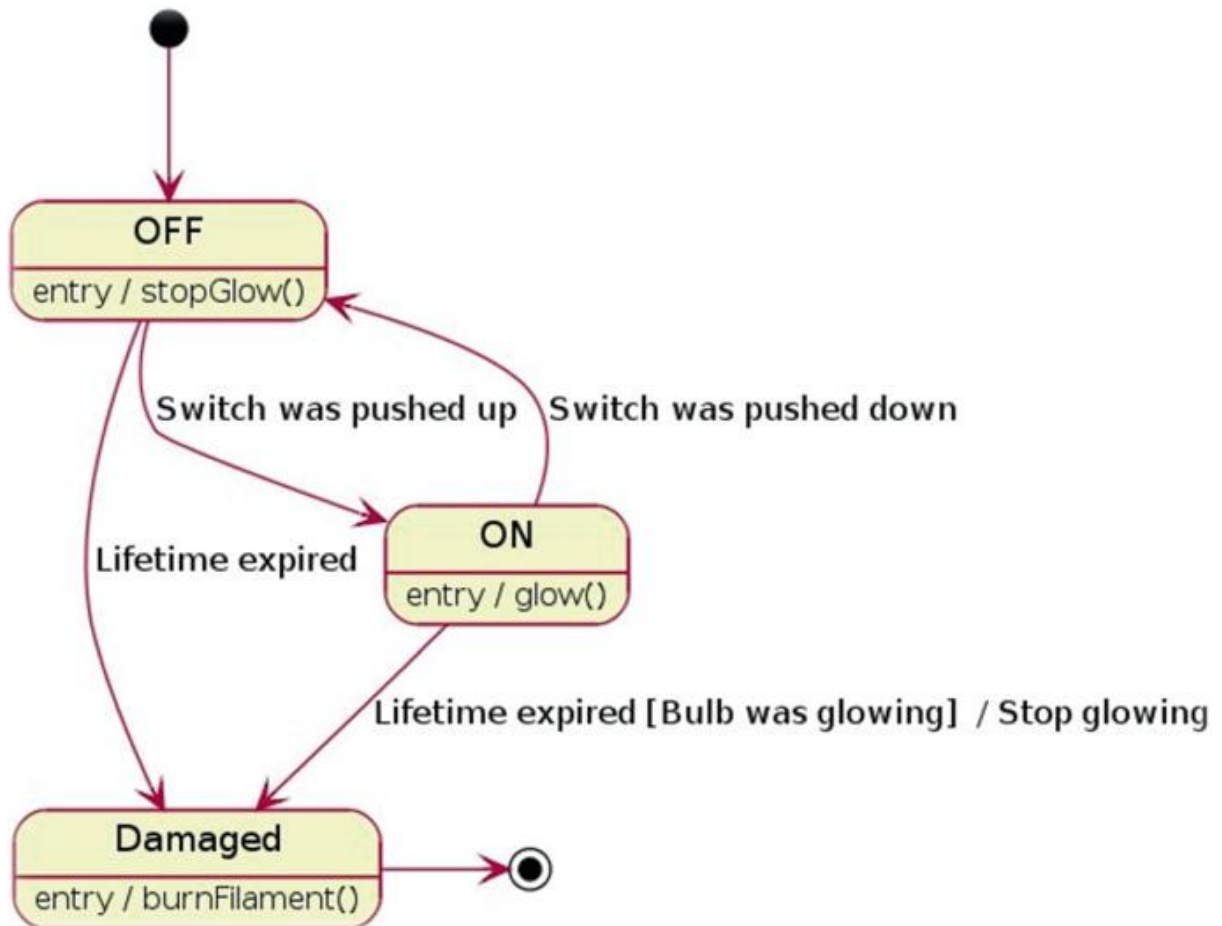 OFF
entry / stopGlow()
Switch was pushed up
Switch was pushed down
ON
entry / glow()
Lifetime expired
Lifetime expired [Bulb was glowing] / Stop glowing
Damaged
entry / burnFilament()